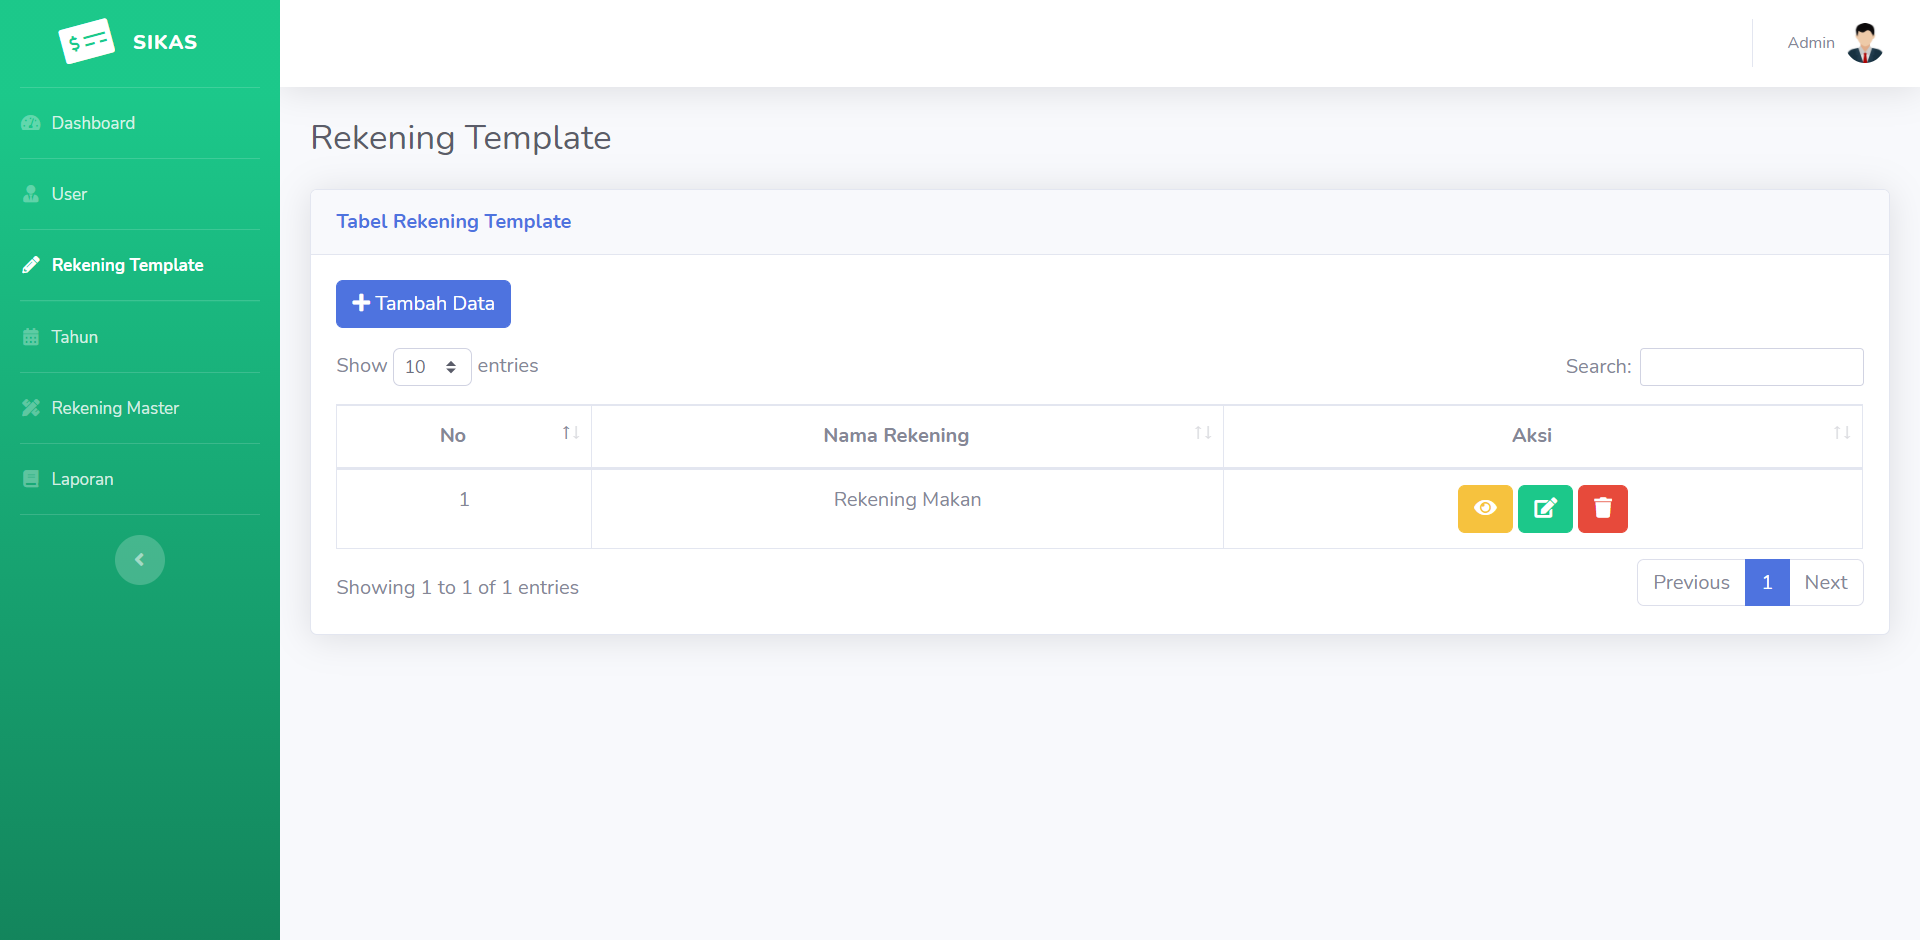 SIKAS
Admin
Dashboard
User
Rekening Template
Tahun
Rekening Master
Laporan
Rekening Template
Tabel Rekening Template
Tambah Data
Show 10 entries
Search:
No Nama Rekening Aksi
1 Rekening Makan
Showing 1 to 1 of 1 entries
Previous 1 Next